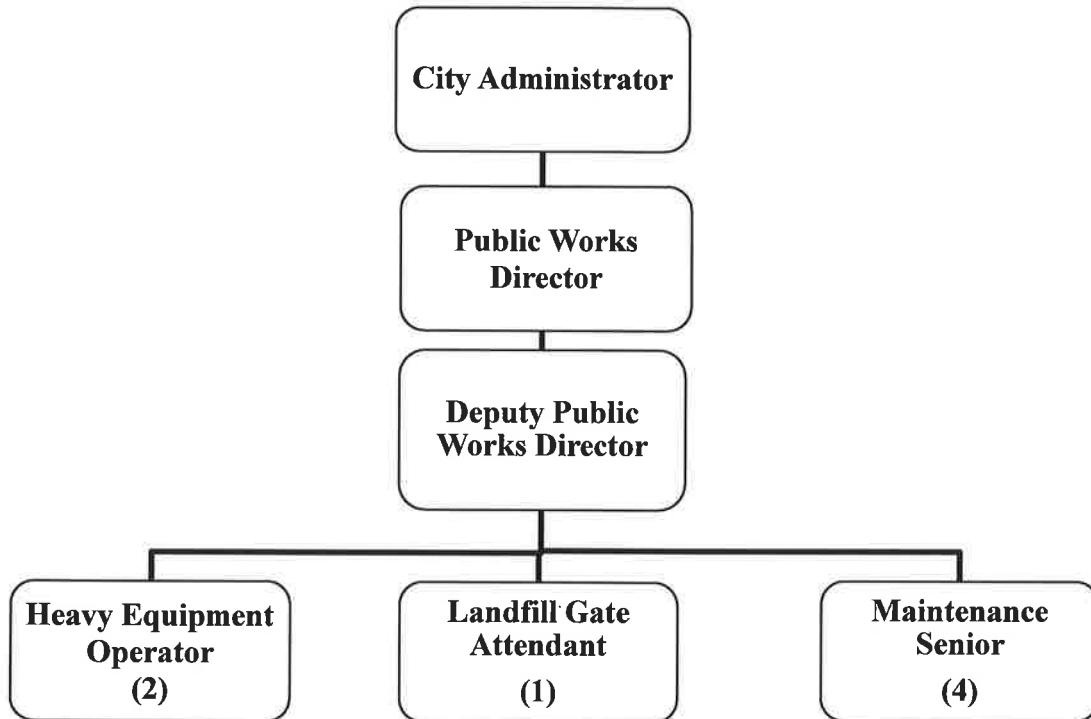 City Administrator
Public Works
Director
Deputy Public
Works Director
Heavy Equipment
Operator
(2)
Landfill Gate
Attendant
(1)
Maintenance
Senior
(4)